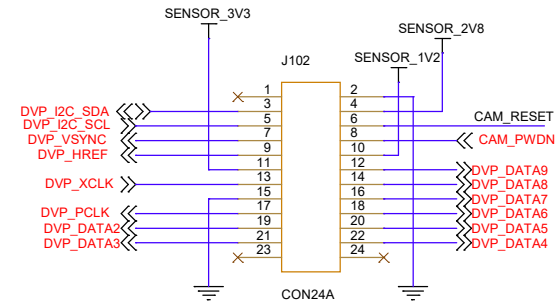 SENSOR_3V3
SENSOR_2V8
J102
SENSOR_1V2
1 2
DVP_I2C_SDA 3 4
DVP_I2C_SCL 5 6 CAM_RESET
DVP_VSYNC 7 8 CAM_PWDN
DVP_HREF 9 10
11 12 DVP_DATA9
DVP_XCLK 13 14 DVP_DATA8
15 16 DVP_DATA7
DVP_PCLK 17 18 DVP_DATA6
DVP_DATA2 19 20 DVP_DATA5
DVP_DATA3 21 22 DVP_DATA4
23 24
CON24A